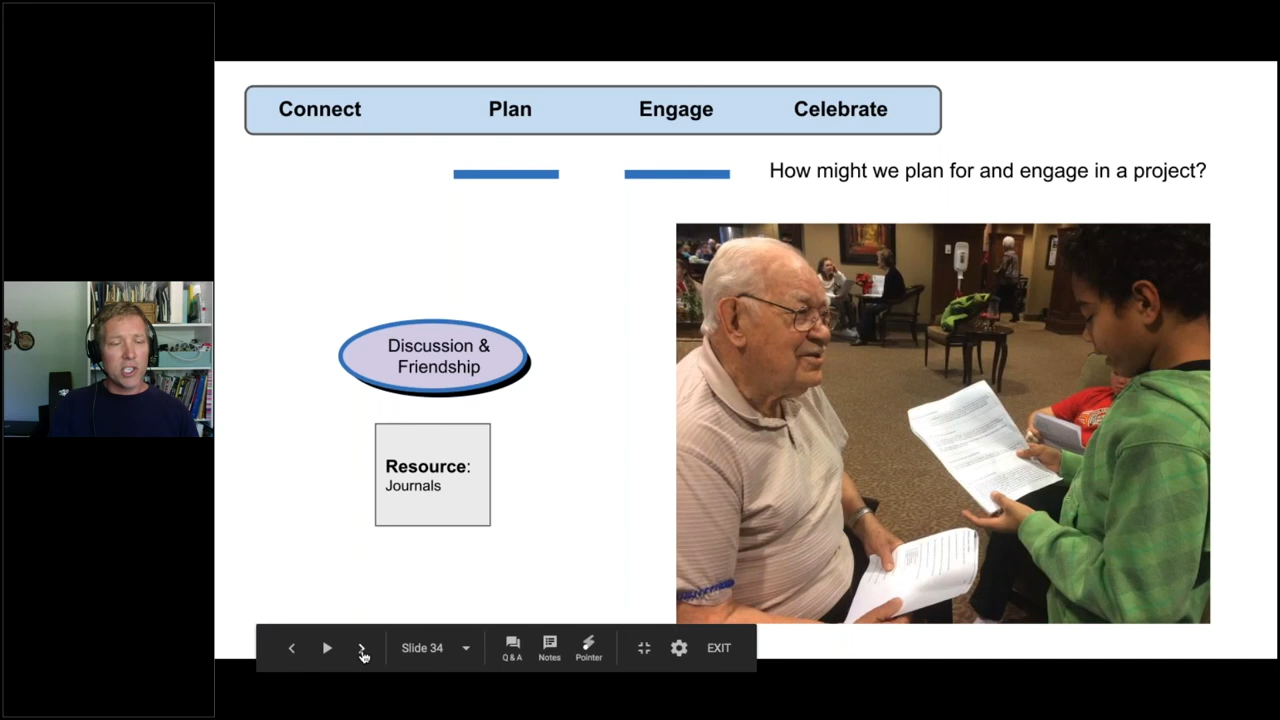 Connect Plan Engage Celebrate
How might we plan for and engage in a project?
Discussion &
Friendship
Resource:
Journals
Slide 34
Q & A Notes Pointer
EXIT